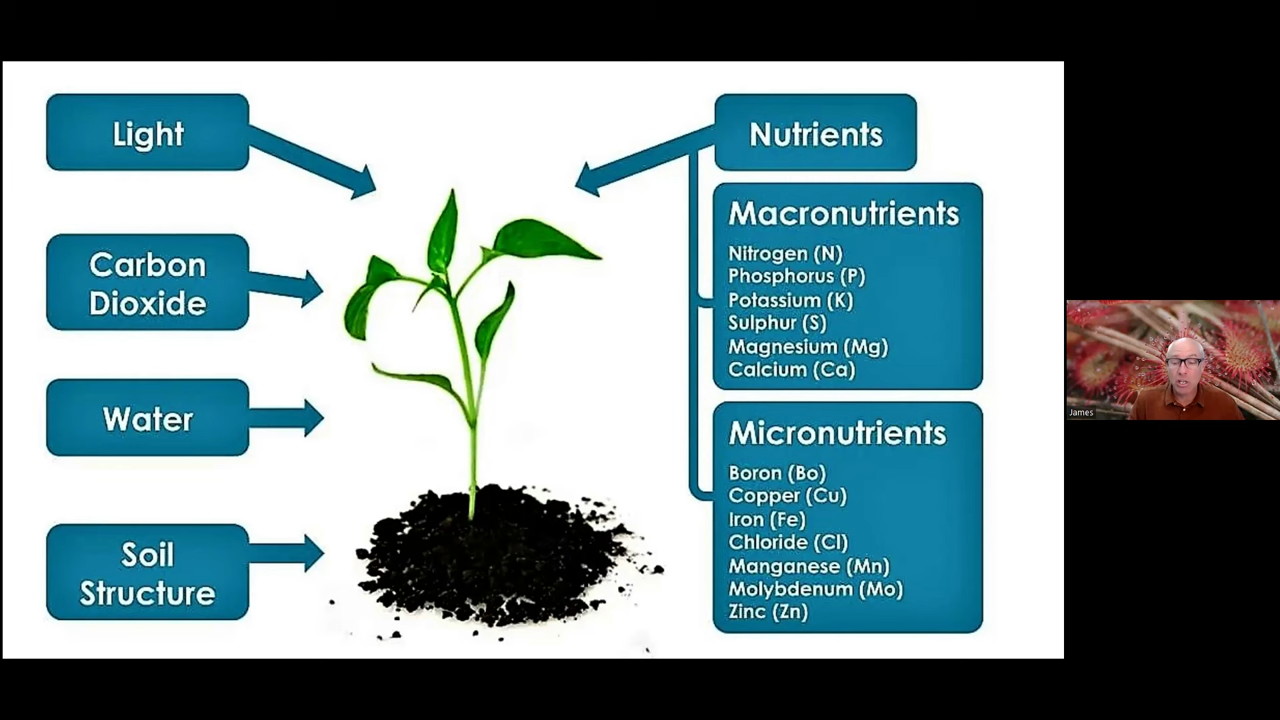 Light
Carbon
Dioxide
Water
Soil
Structure
Nutrients
Macronutrients
Nitrogen (N)
Phosphorus (P)
Potassium (K)
Sulphur (S)
Magnesium (Mg)
Calcium (Ca)
Micronutrients
Boron (Bo)
Copper (Cu)
Iron (Fe)
Chloride (Cl)
Manganese (Mn)
Molybdenum (Mo)
Zinc (Zn)
James